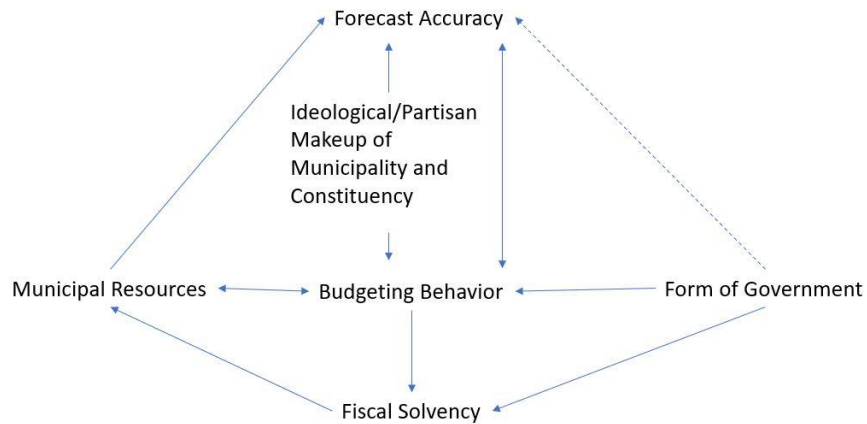 Forecast Accuracy
Ideological/Partisan
Makeup of
Municipality and
Constituency
Municipal Resources
Budgeting Behavior
Form of Government
Fiscal Solvency